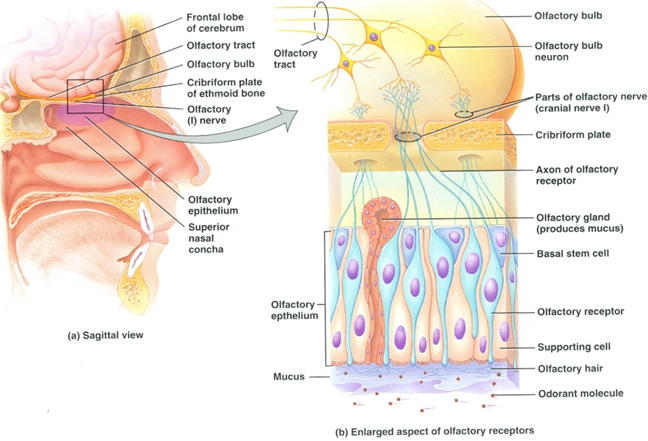 Frontal lobe
of cerebrum
Olfactory tract
Olfactory bulb
Cribriform plate
of ethmoid bone
Olfactory
(I) nerve
Olfactory
epithelium
Superior
nasal
concha
(a) Sagittal view
Olfactory
tract
Olfactory bulb
Olfactory bulb
neuron
Parts of olfactory nerve
(cranial nerve I)
Cribriform plate
Axon of olfactory
receptor
Olfactory gland
(produces mucus)
Basal stem cell
Olfactory
epthelium
Olfactory receptor
Supporting cell
Olfactory hair
Mucus
Odorant molecule
(b) Enlarged aspect of olfactory receptors